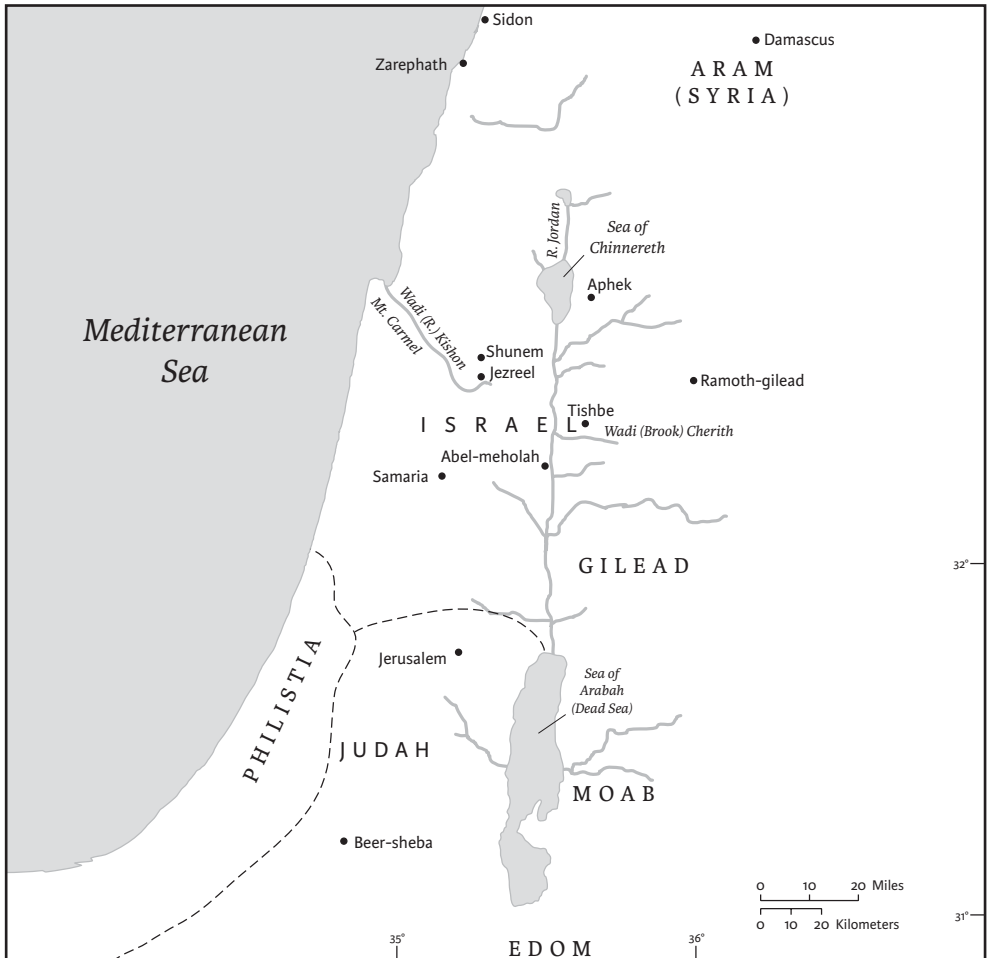 Sidon
Damascus
Zarephath
ARAM
(SYRIA)
R. Jordan
Sea of
Chinnereth
Aphek
Wadi (R.) Kishon
Mt. Carmel
Mediterranean
Sea
Shunem
Jezreel
Ramoth-gilead
Tishbe
ISRAEL
Wadi (Brook) Cherith
Abel-meholah
Samaria
GILEAD
32°
Jerusalem
PHILISTIA
Sea of
Arabah
(Dead Sea)
JUDAH
MOAB
Beer-sheba
0 10 20 Miles
0 10 20 Kilometers
31°
35°
36°
EDOM